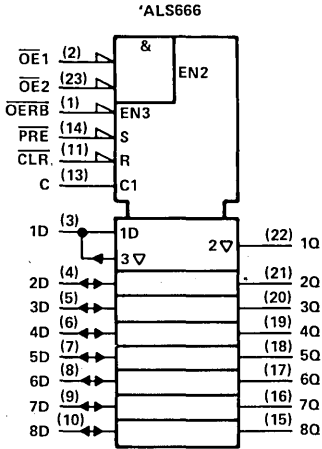 'ALS666
&
OE1 (2)
EN2
OE2 (23)
OERB (1) EN3
PRE (14) S
CLR (11) R
C (13) C1
1D (3) 1D 2▽ (22) 1Q
3▽
2D (4) (21) 2Q
3D (5) (20) 3Q
4D (6) (19) 4Q
5D (7) (18) 5Q
6D (8) (17) 6Q
7D (9) (16) 7Q
8D (10) (15) 8Q